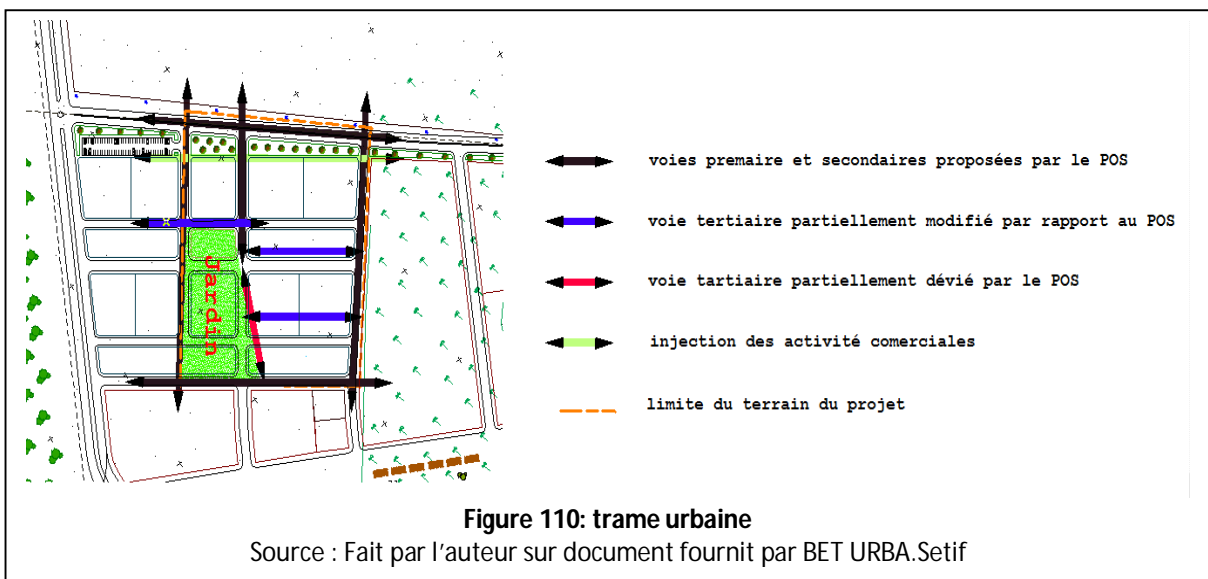 Jardin
voies premaire et secondaires proposées par le POS
voie tertiaire partiellement modifié par rapport au POS
voie tartiaire partiellement dévié par le POS
injection des activité comerciales
limite du terrain du projet
Figure 110: trame urbaine
Source : Fait par l’auteur sur document fournit par BET URBA.Setif